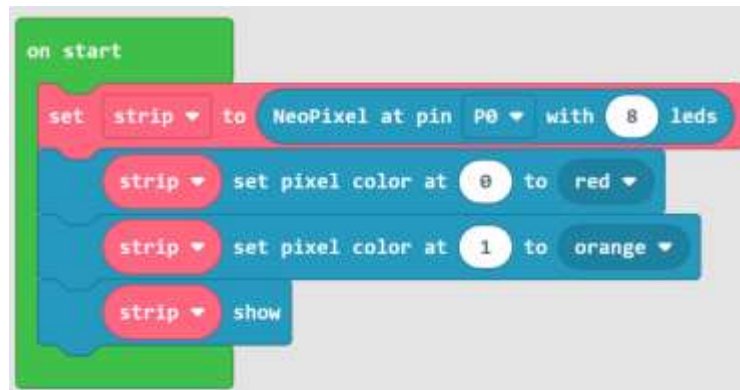 on start
set strip to NeoPixel at pin P0 with 8 leds
strip set pixel color at 0 to red
strip set pixel color at 1 to orange
strip show